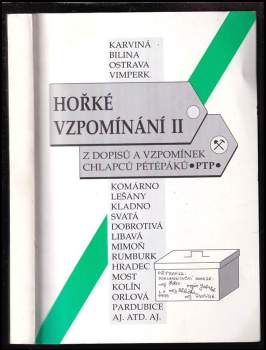 KARVINÁ
BILINA
OSTRAVA
VIMPERK
HOŘKÉ
VZPOMÍNÁNÍ II
Z DOPISŮ A VZPOMÍNEK
CHLAPCŮ PÉTÉPÁKŮ •PTP•
KOMÁRNO
LEŠANY
KLADNO
SVATÁ
DOBROTIVÁ
LIBAVÁ
MIMOŇ
RUMBURK
HRADEC
MOST
KOLÍN
ORLOVÁ
PARDUBICE
AJ. ATD. AJ.